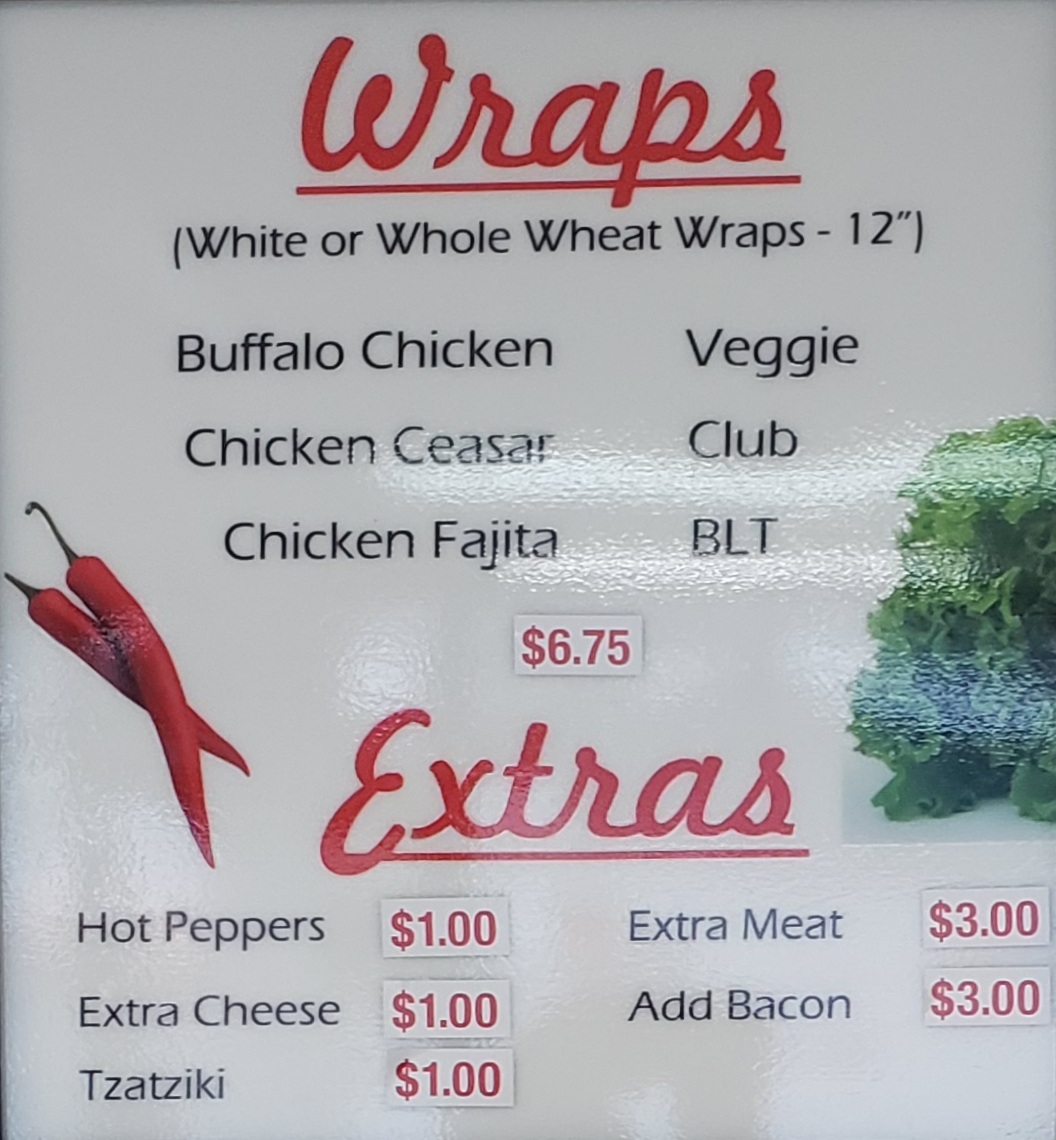 Wraps
(White or Whole Wheat Wraps - 12”)
Buffalo Chicken Veggie
Chicken Ceasar Club
Chicken Fajita BLT
$6.75
Extras
Hot Peppers $1.00 Extra Meat $3.00
Extra Cheese $1.00 Add Bacon $3.00
Tzatziki $1.00